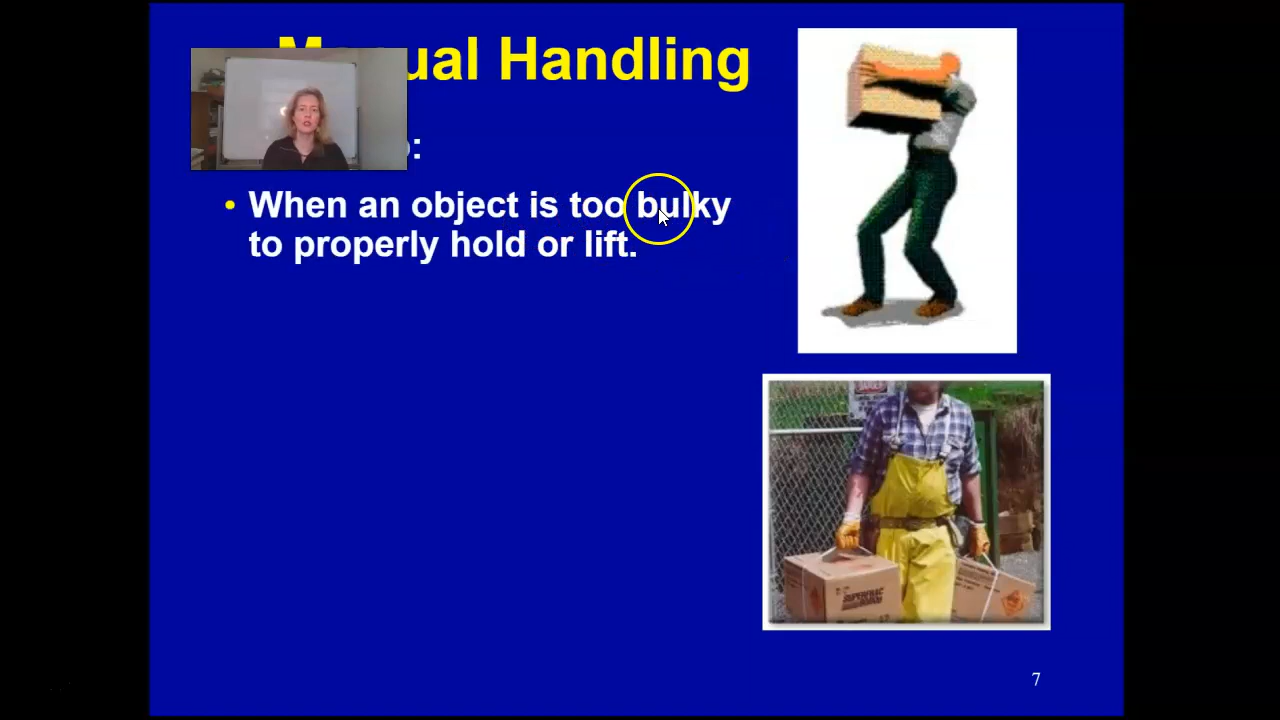 ual Handling
:
• When an object is too bulky
to properly hold or lift.
7